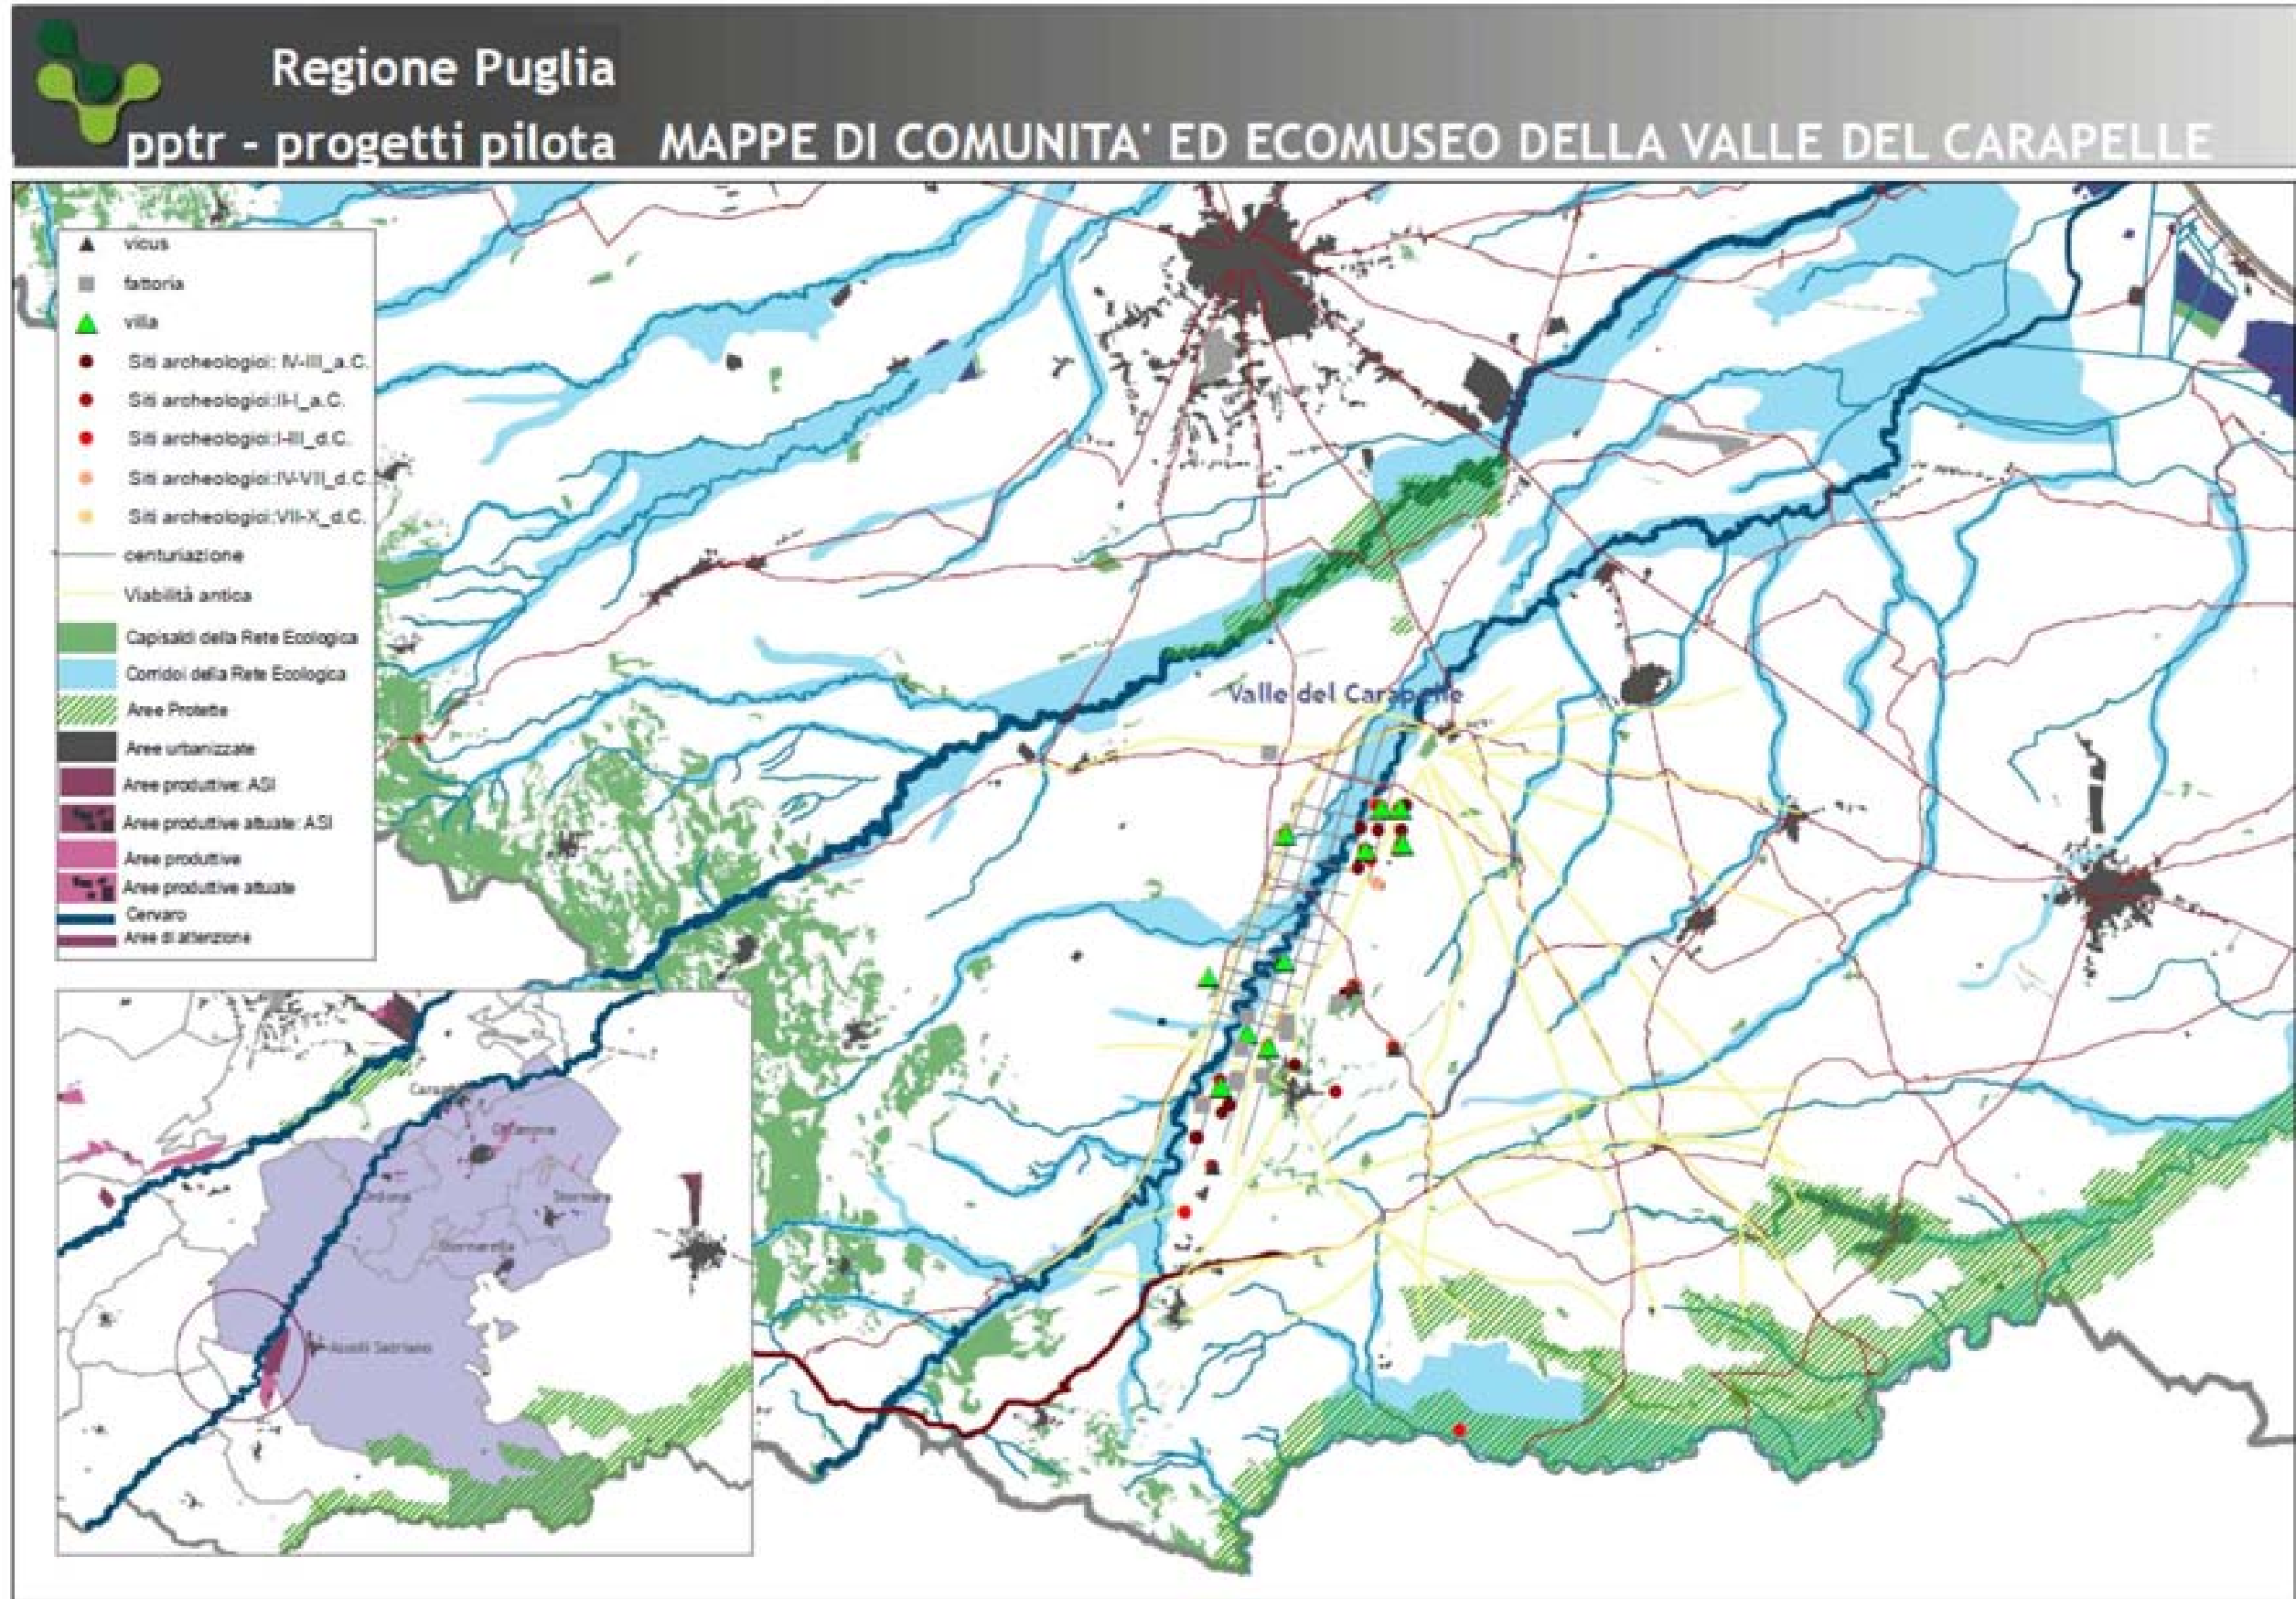 Regione Puglia
pptr - progetti pilota MAPPE DI COMUNITA' ED ECOMUSEO DELLA VALLE DEL CARAPELLE
vicus
fattoria
villa
Siti archeologici: IV-III_a.C.
Siti archeologici:II-I_a.C.
Siti archeologici:I-III_d.C.
Siti archeologici:IV-VII_d.C.
Siti archeologici:VII-X_d.C.
centuriazione
Viabilità antica
Capisaldi della Rete Ecologica
Corridoi della Rete Ecologica
Aree Protette
Aree urbanizzate
Aree produttive: ASI
Aree produttive attuate: ASI
Aree produttive
Aree produttive attuate
Cervaro
Aree di attenzione
Valle del Carapelle
Ordona
Stornara
Stornarella
Ascoli Satriano